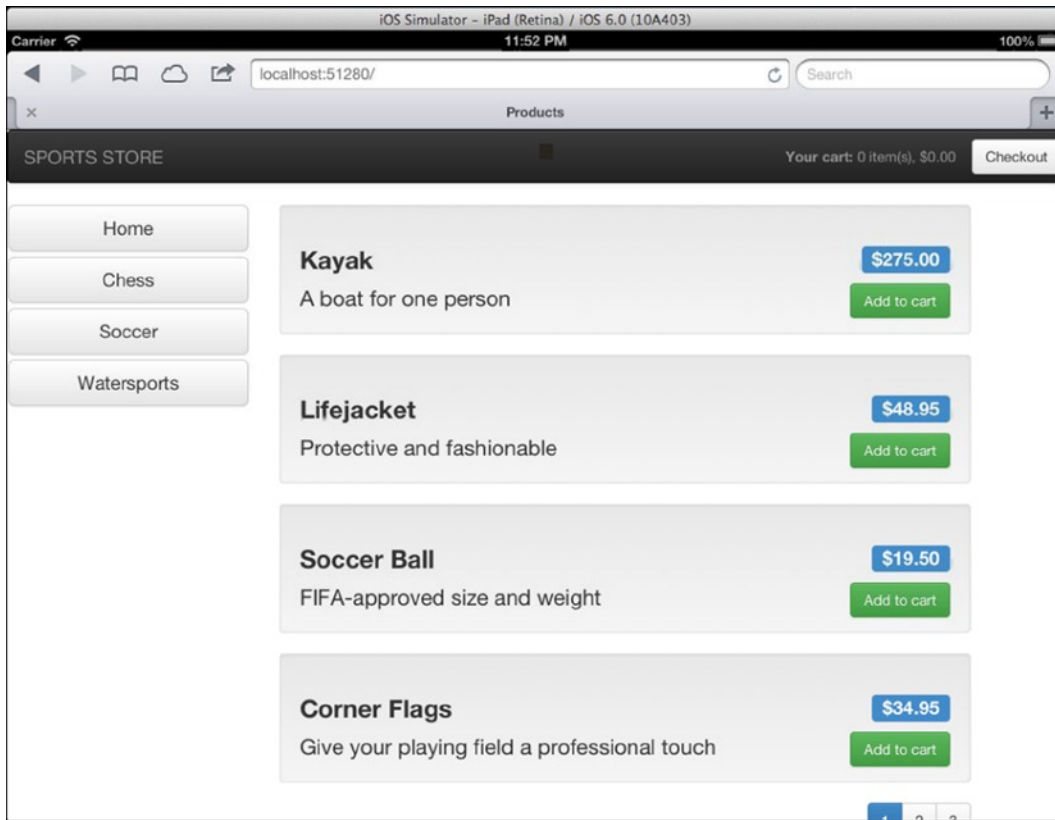 iOS Simulator - iPad (Retina) / iOS 6.0 (10A403)
Carrier 11:52 PM 100%
localhost:51280/ Search
Products
SPORTS STORE Your cart: 0 item(s), $0.00 Checkout
Home
Chess
Soccer
Watersports
Kayak $275.00
A boat for one person Add to cart
Lifejacket $48.95
Protective and fashionable Add to cart
Soccer Ball $19.50
FIFA-approved size and weight Add to cart
Corner Flags $34.95
Give your playing field a professional touch Add to cart
1 2 3